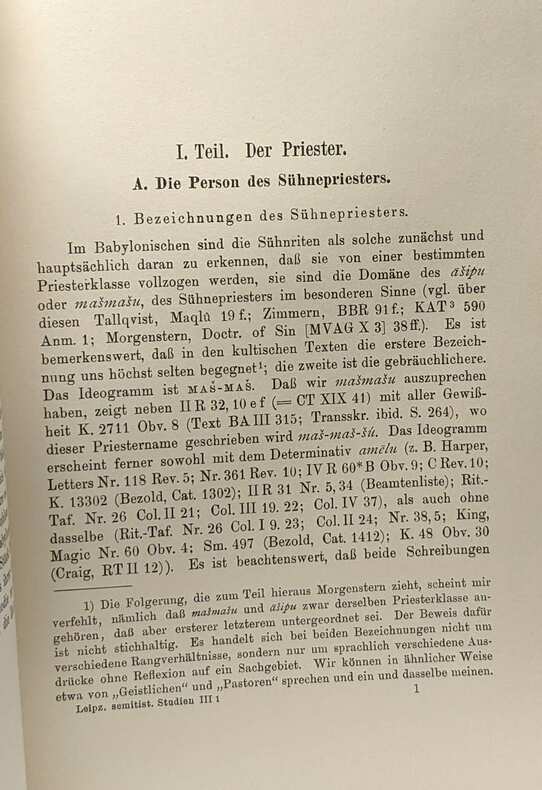 I. Teil. Der Priester.
A. Die Person des Sühnepriesters.
1. Bezeichnungen des Sühnepriesters.
Im Babylonischen sind die Sühnriten als solche zunächst und
hauptsächlich daran zu erkennen, daß sie von einer bestimmten
Priesterklasse vollzogen werden, sie sind die Domäne des āšipu
oder mašmašu, des Sühnepriesters im besonderen Sinne (vgl. über
diesen Tallqvist, Maqlû 19 f.; Zimmern, BBR 91 f.; KAT³ 590
Anm. 1; Morgenstern, Doctr. of Sin [MVAG X 3] 38 ff.). Es ist
bemerkenswert, daß in den kultischen Texten die erstere Bezeich-
nung uns höchst selten begegnet¹; die zweite ist die gebräuchlichere.
Das Ideogramm ist MAŠ-MAŠ. Daß wir mašmašu auszuprechen
haben, zeigt neben II R 32, 10 e f (= CT XIX 41) mit aller Gewiß-
heit K. 2711 Obv. 8 (Text BA III 315; Transskr. ibid. S. 264), wo
dieser Priestername geschrieben wird maš-maš-šú. Das Ideogramm
erscheint ferner sowohl mit dem Determinativ amēlu (z. B. Harper,
Letters Nr. 118 Rev. 5; Nr. 361 Rev. 10; IV R 60* B Obv. 9; C Rev. 10;
K. 13302 (Bezold, Cat. 1302); II R 31 Nr. 5, 34 (Beamtenliste); Rit.-
Taf. Nr. 26 Col. II 21; Col. III 19. 22; Col. IV 37), als auch ohne
dasselbe (Rit.-Taf. Nr. 26 Col. I 9. 23; Col. II 24; Nr. 38, 5; King,
Magic Nr. 60 Obv. 4; Sm. 497 (Bezold, Cat. 1412); K. 48 Obv. 30
(Craig, RT II 12)). Es ist beachtenswert, daß beide Schreibungen
1) Die Folgerung, die zum Teil hieraus Morgenstern zieht, scheint mir
verfehlt, nämlich daß mašmašu und āšipu zwar derselben Priesterklasse an-
gehören, daß aber ersterer letzterem untergeordnet sei. Der Beweis dafür
ist nicht stichhaltig. Es handelt sich bei beiden Bezeichnungen nicht um
verschiedene Rangverhältnisse, sondern nur um sprachlich verschiedene Aus-
drücke ohne Reflexion auf ein Sachgebiet. Wir können in ähnlicher Weise
etwa von „Geistlichen" und „Pastoren" sprechen und ein und dasselbe meinen.
Leipz. semitist. Studien III 1
1